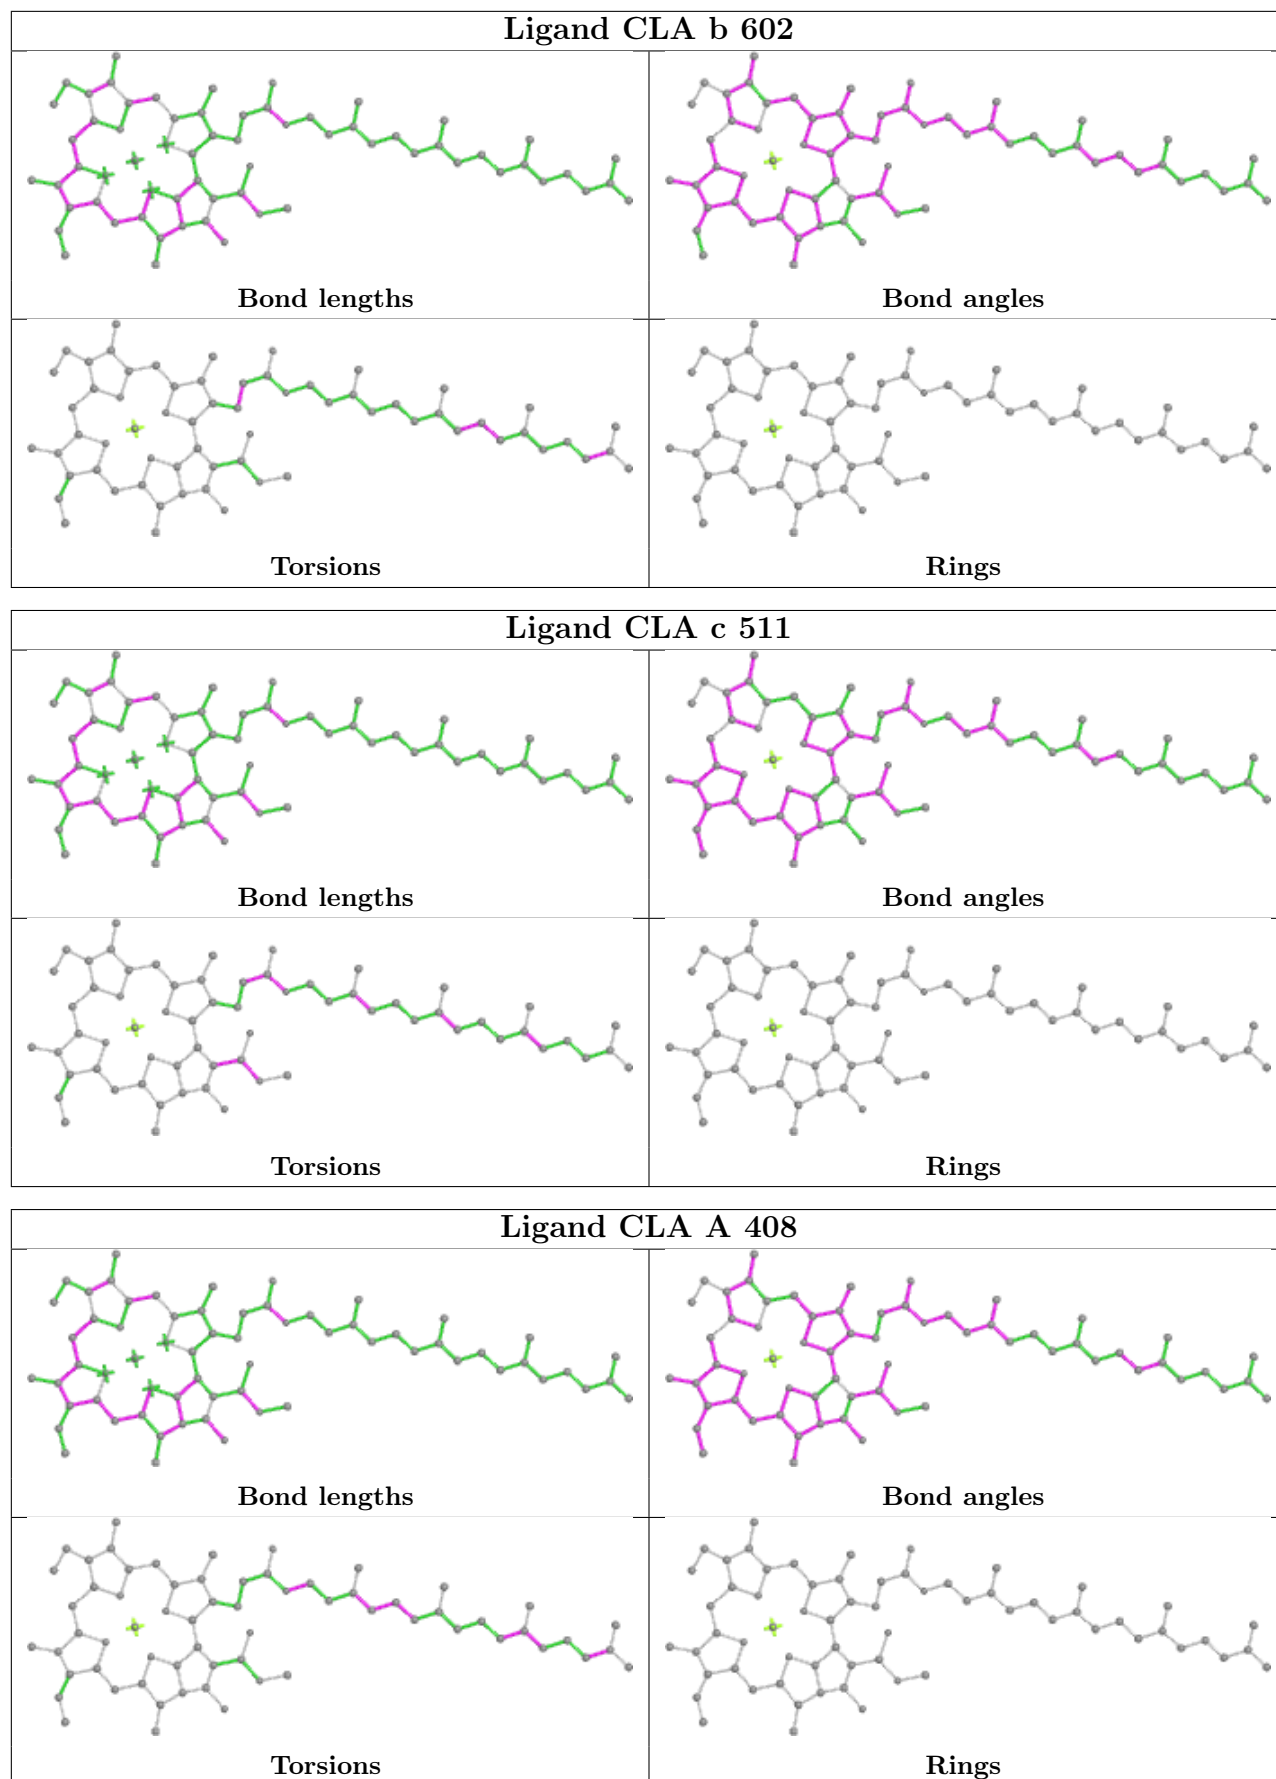 Ligand CLA b 602
Bond lengths
Bond angles
Torsions
Rings
Ligand CLA c 511
Bond lengths
Bond angles
Torsions
Rings
Ligand CLA A 408
Bond lengths
Bond angles
Torsions
Rings